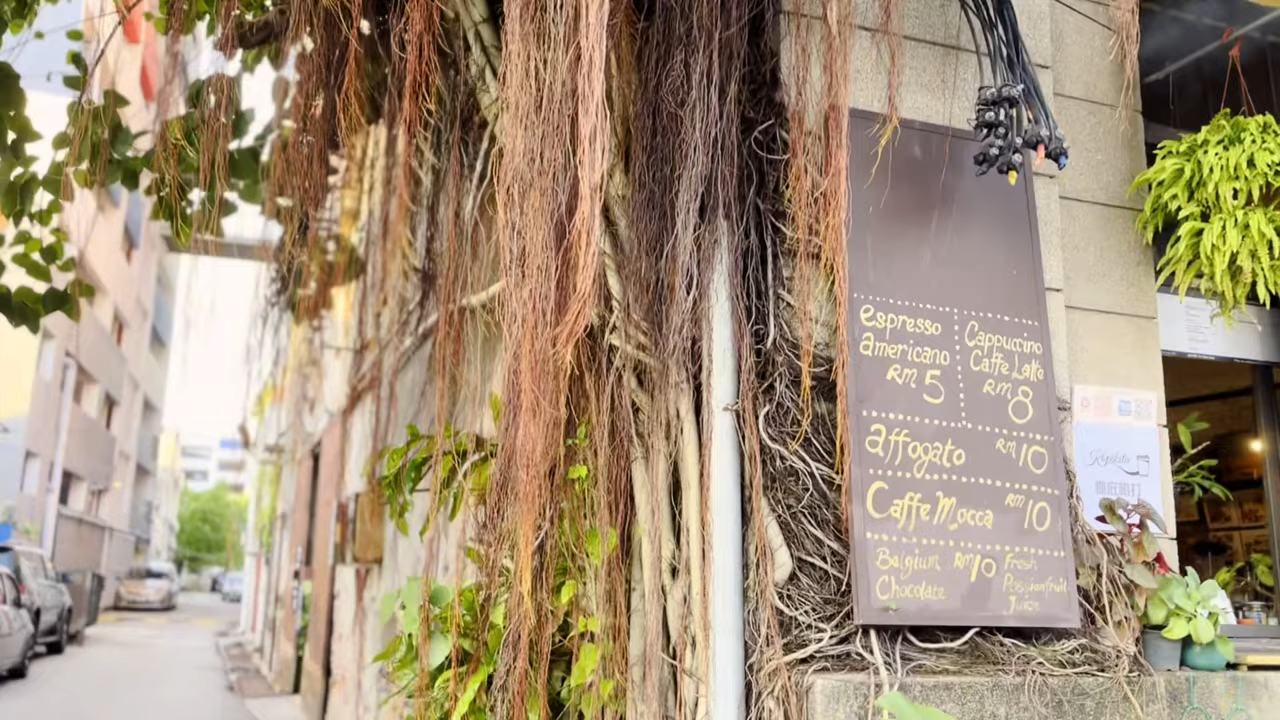 Espresso
americano
RM 5
Cappuccino
Caffe Latte
RM 8
affogato RM 10
Caffe Mocca RM 10
Belgium
Chocolate
RM 10
Fresh
Passionfruit
Juice